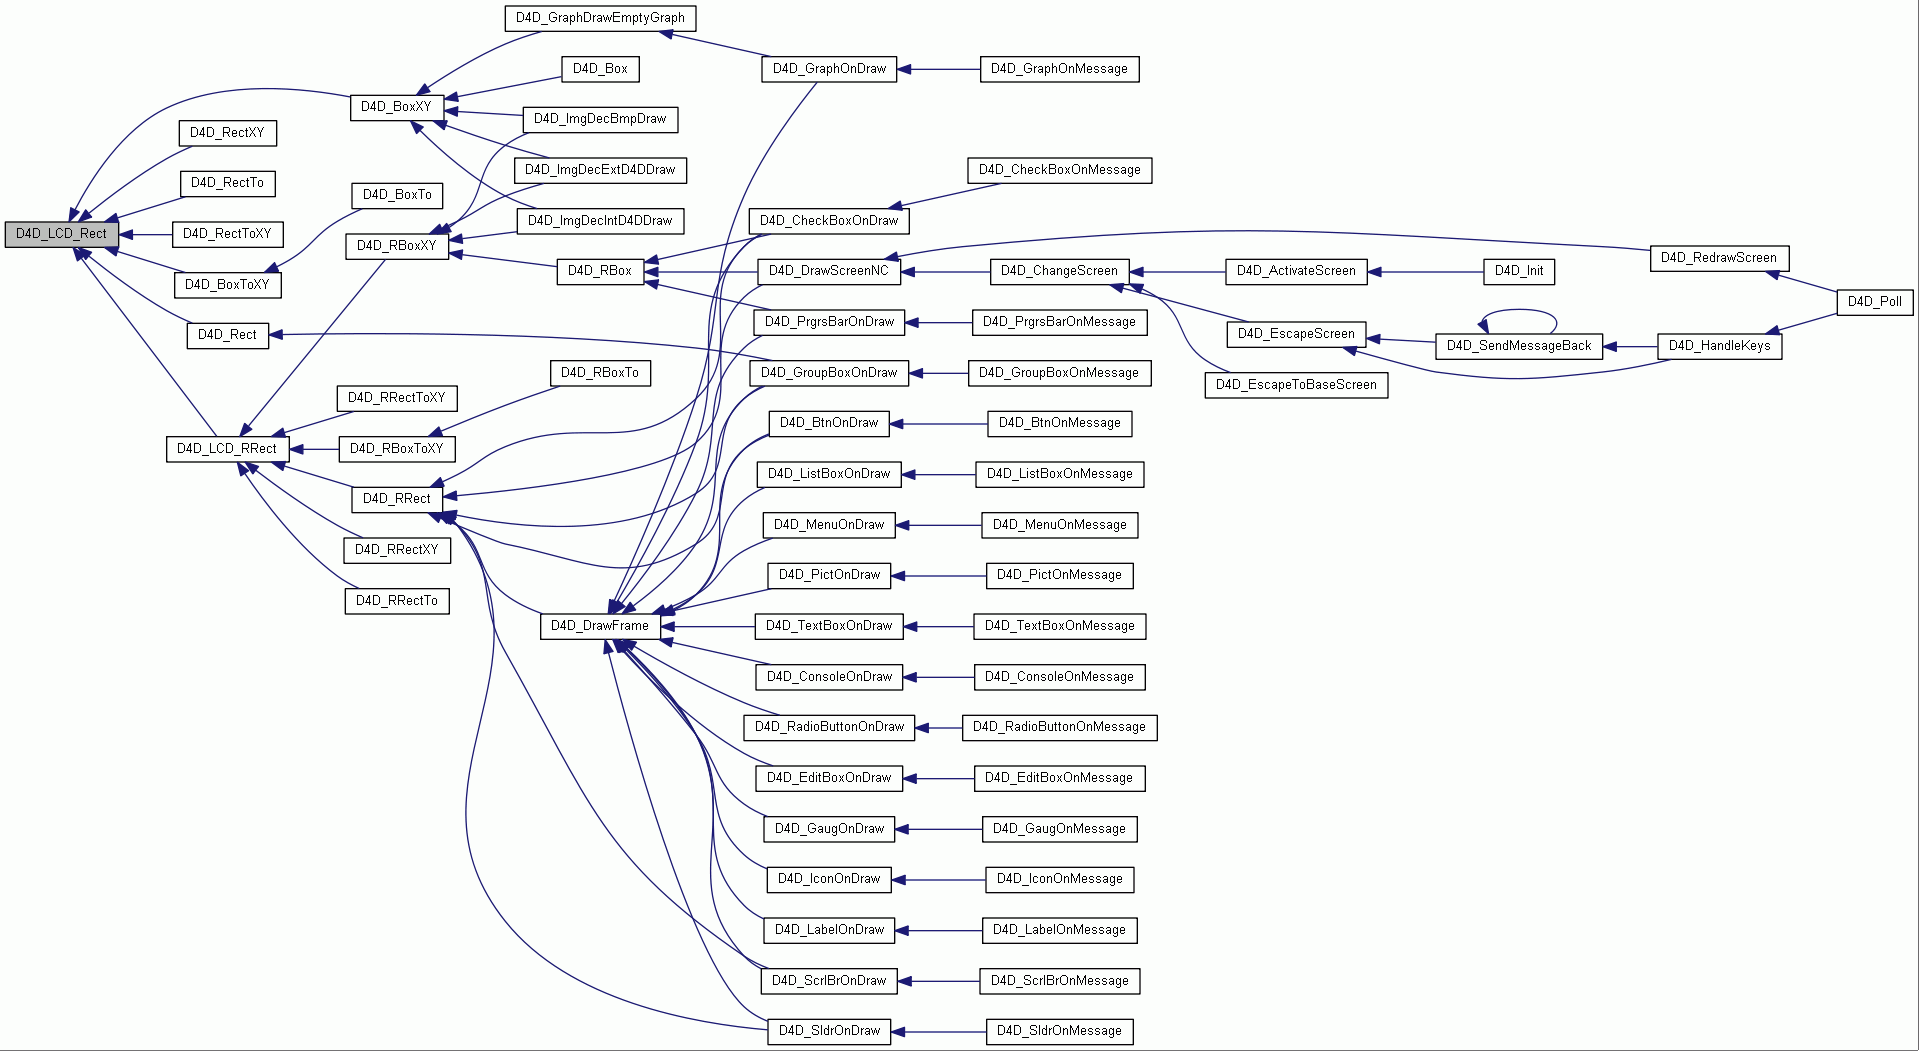 D4D_GraphDrawEmptyGraph
D4D_Box
D4D_GraphOnDraw
D4D_GraphOnMessage
D4D_BoxXY
D4D_ImgDecBmpDraw
D4D_RectXY
D4D_ImgDecExtD4DDraw
D4D_CheckBoxOnMessage
D4D_RectTo
D4D_BoxTo
D4D_ImgDecIntD4DDraw
D4D_CheckBoxOnDraw
D4D_LCD_Rect
D4D_RectToXY
D4D_RBoxXY
D4D_RedrawScreen
D4D_RBox
D4D_DrawScreenNC
D4D_ChangeScreen
D4D_ActivateScreen
D4D_Init
D4D_BoxToXY
D4D_Poll
D4D_PrgrsBarOnDraw
D4D_PrgrsBarOnMessage
D4D_Rect
D4D_EscapeScreen
D4D_SendMessageBack
D4D_HandleKeys
D4D_RBoxTo
D4D_GroupBoxOnDraw
D4D_GroupBoxOnMessage
D4D_EscapeToBaseScreen
D4D_RRectToXY
D4D_BtnOnDraw
D4D_BtnOnMessage
D4D_LCD_RRect
D4D_RBoxToXY
D4D_ListBoxOnDraw
D4D_ListBoxOnMessage
D4D_RRect
D4D_MenuOnDraw
D4D_MenuOnMessage
D4D_RRectXY
D4D_PictOnDraw
D4D_PictOnMessage
D4D_RRectTo
D4D_DrawFrame
D4D_TextBoxOnDraw
D4D_TextBoxOnMessage
D4D_ConsoleOnDraw
D4D_ConsoleOnMessage
D4D_RadioButtonOnDraw
D4D_RadioButtonOnMessage
D4D_EditBoxOnDraw
D4D_EditBoxOnMessage
D4D_GaugOnDraw
D4D_GaugOnMessage
D4D_IconOnDraw
D4D_IconOnMessage
D4D_LabelOnDraw
D4D_LabelOnMessage
D4D_ScrlBrOnDraw
D4D_ScrlBrOnMessage
D4D_SldrOnDraw
D4D_SldrOnMessage